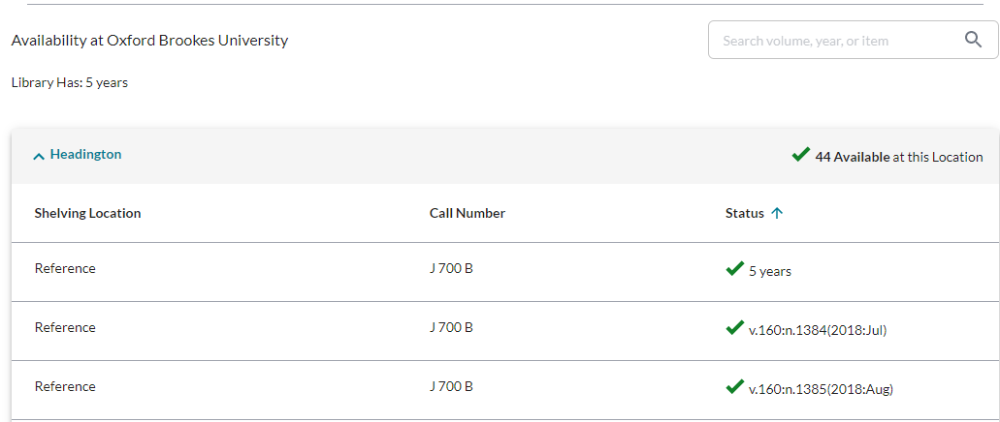 Availability at Oxford Brookes University
Search volume, year, or item
Library Has: 5 years
Headington
44 Available at this Location
Shelving Location Call Number Status
Reference J 700 B 5 years
Reference J 700 B v.160:n.1384(2018:Jul)
Reference J 700 B v.160:n.1385(2018:Aug)